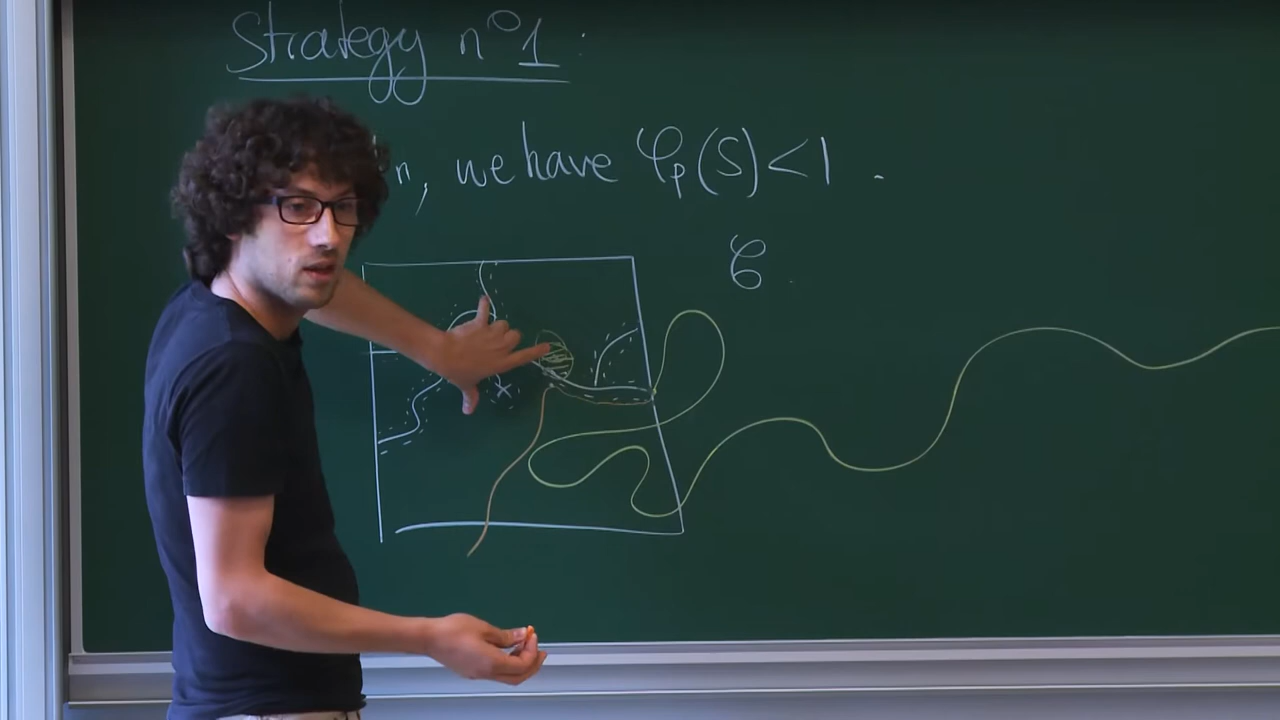 Strategy n°1 :
n, we have φₚ(S) < 1 .
𝒞